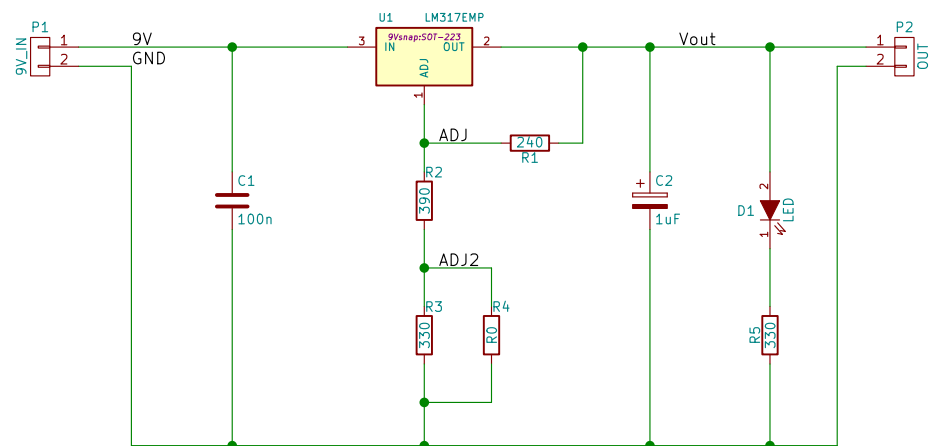 P1
9V_IN
1
2
9V
GND
U1
LM317EMP
9Vsnap:SOT-223
3
IN
OUT
2
ADJ
1
Vout
P2
1
2
OUT
ADJ
240
R1
R2
390
C1
100n
C2
+
1uF
2
D1
LED
1
ADJ2
R3
330
R4
R0
R5
330